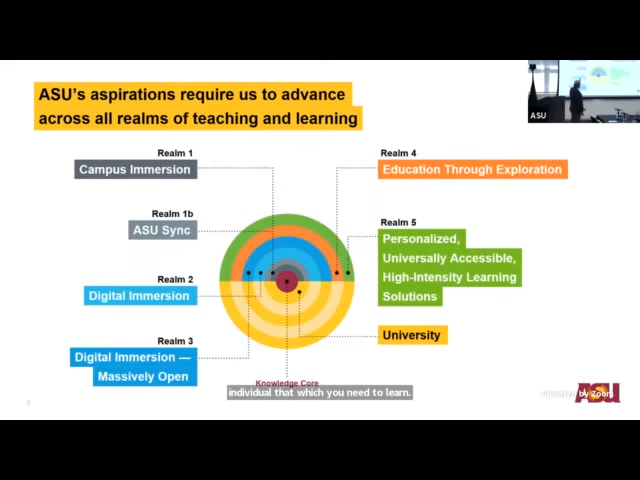 ASU's aspirations require us to advance
across all realms of teaching and learning
Realm 1
Campus Immersion
Realm 1b
ASU Sync
Realm 2
Digital Immersion
Realm 3
Digital Immersion —
Massively Open
Realm 4
Education Through Exploration
Realm 5
Personalized,
Universally Accessible,
High-Intensity Learning
Solutions
University
Knowledge Core
individual that which you need to learn.
ASU
Powered by Zoom
ASU